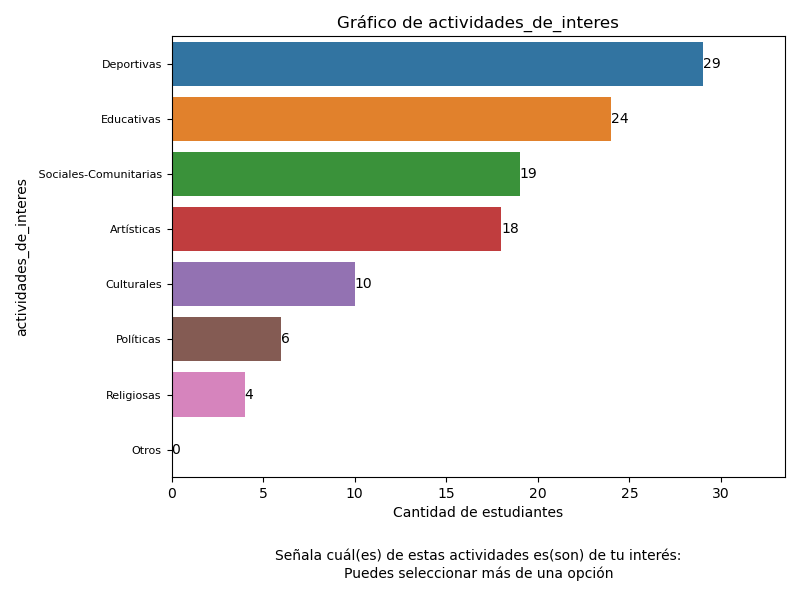 Gráfico de actividades_de_interes
Deportivas
29
Educativas
24
Sociales-Comunitarias
19
Artísticas
18
Culturales
10
Políticas
6
Religiosas
4
Otros
0
actividades_de_interes
0 5 10 15 20 25 30
Cantidad de estudiantes
Señala cuál(es) de estas actividades es(son) de tu interés:
Puedes seleccionar más de una opción